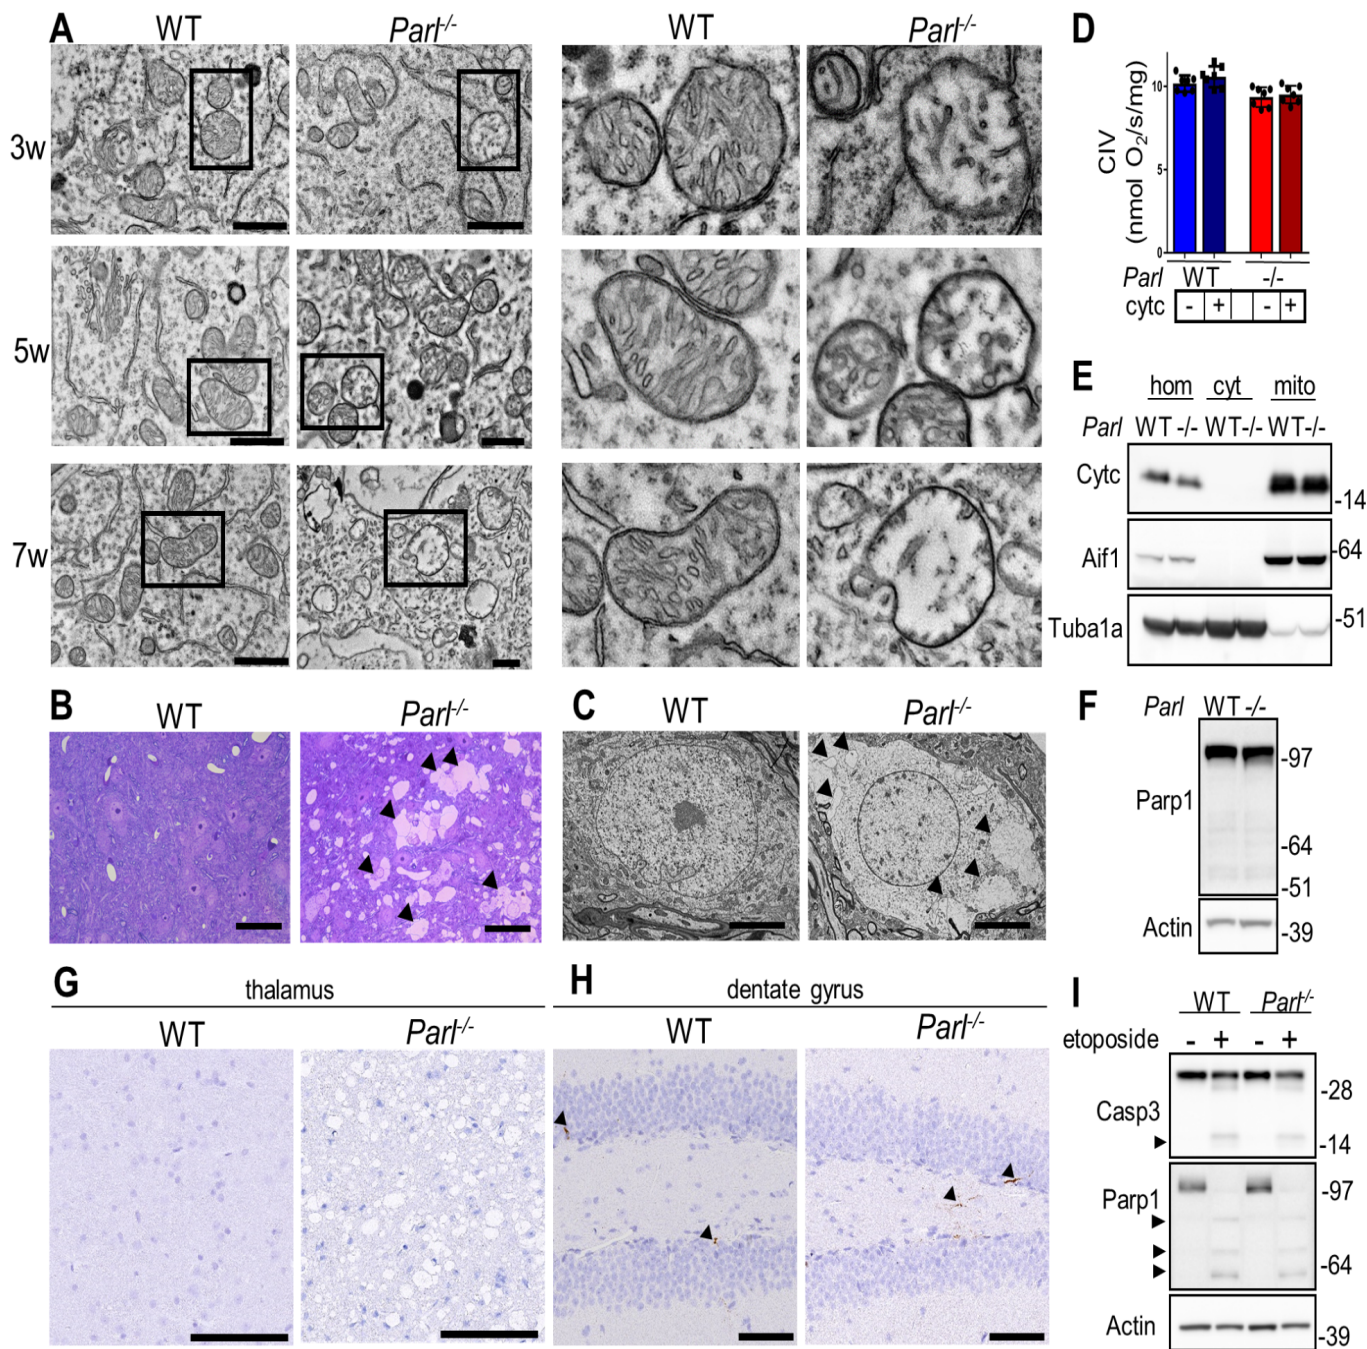 A
WT
Parl-/-
WT
Parl-/-
3w
5w
7w
B
WT
Parl-/-
C
WT
Parl-/-
D
CIV
(nmol O2/s/mg)
10
5
0
Parl WT -/-
cytc - + - +
E
hom cyt mito
Parl WT -/- WT -/- WT -/-
Cytc -14
Aif1 -64
Tuba1a -51
F
Parl WT -/-
Parp1
-97
-64
-51
Actin -39
G
thalamus
WT
Parl-/-
H
dentate gyrus
WT
Parl-/-
I
WT Parl-/-
etoposide - + - +
Casp3
-28
-14
Parp1
-97
-64
Actin
-39